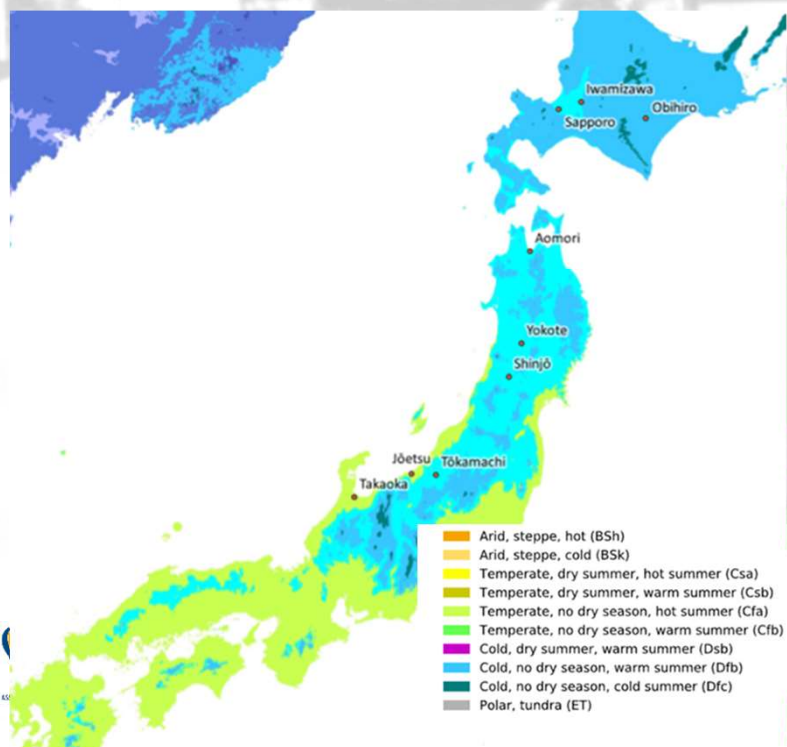 Iwamizawa
Obihiro
Sapporo
Aomori
Yokote
Shinjō
Jōetsu
Tōkamachi
Takaoka
Arid, steppe, hot (BSh)
Arid, steppe, cold (BSk)
Temperate, dry summer, hot summer (Csa)
Temperate, dry summer, warm summer (Csb)
Temperate, no dry season, hot summer (Cfa)
Temperate, no dry season, warm summer (Cfb)
Cold, dry summer, warm summer (Dsb)
Cold, no dry season, warm summer (Dfb)
Cold, no dry season, cold summer (Dfc)
Polar, tundra (ET)